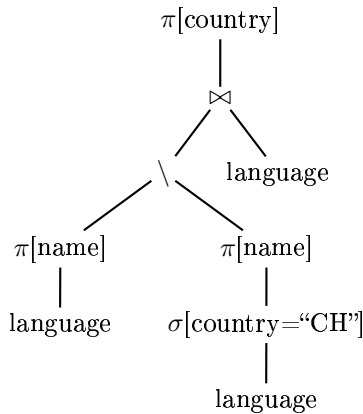 π[country]
⋈
\ language
π[name] π[name]
language σ[country=“CH”]
language